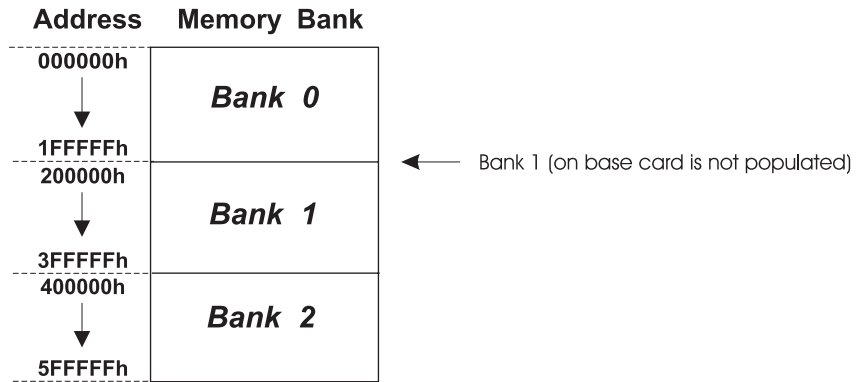 Address Memory Bank
000000h
Bank 0
1FFFFFh
Bank 1 (on base card is not populated)
200000h
Bank 1
3FFFFFh
400000h
Bank 2
5FFFFFh